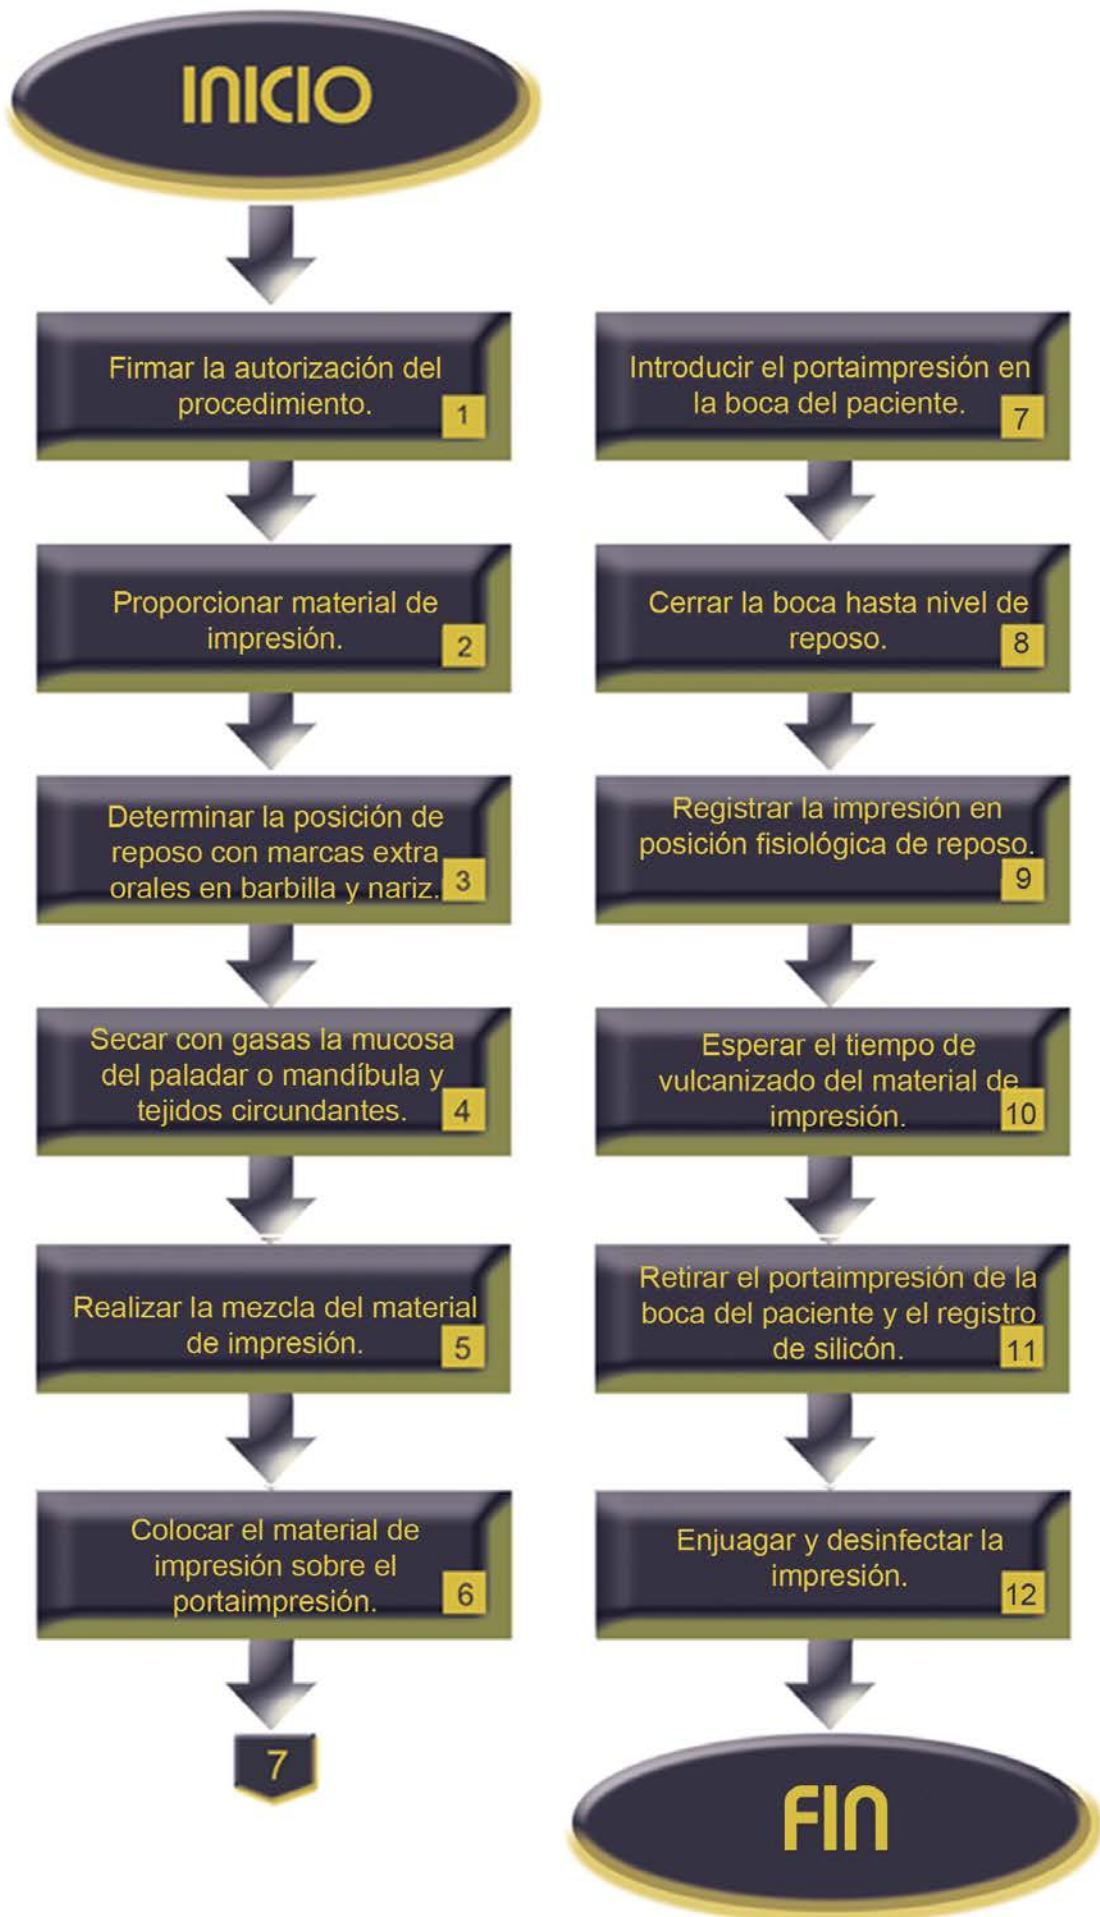 INICIO
Firmar la autorización del
procedimiento.
1
Proporcionar material de
impresión.
2
Determinar la posición de
reposo con marcas extra
orales en barbilla y nariz.
3
Secar con gasas la mucosa
del paladar o mandíbula y
tejidos circundantes.
4
Realizar la mezcla del material
de impresión.
5
Colocar el material de
impresión sobre el
portaimpresión.
6
7
Introducir el portaimpresión en
la boca del paciente.
7
Cerrar la boca hasta nivel de
reposo.
8
Registrar la impresión en
posición fisiológica de reposo.
9
Esperar el tiempo de
vulcanizado del material de
impresión.
10
Retirar el portaimpresión de la
boca del paciente y el registro
de silicón.
11
Enjuagar y desinfectar la
impresión.
12
FIN